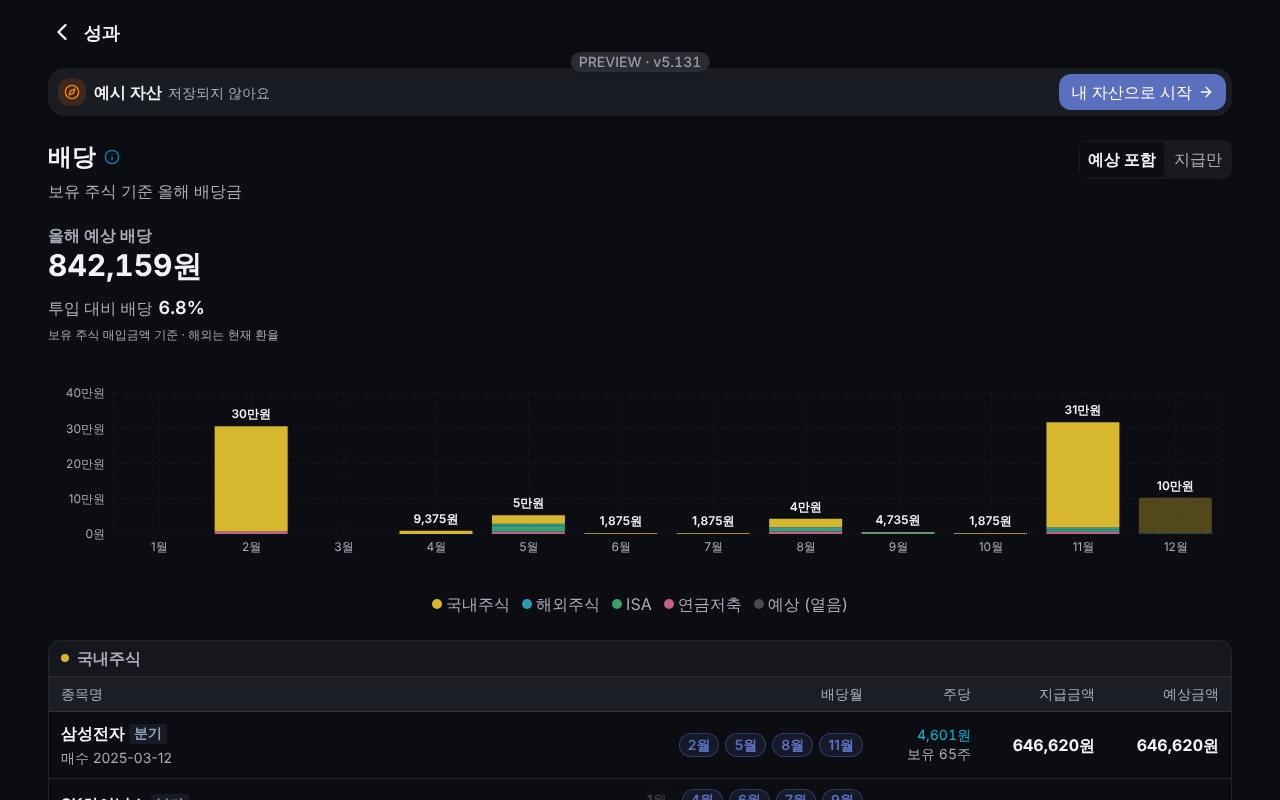 성과
PREVIEW · v5.131
예시 자산 저장되지 않아요
내 자산으로 시작 →
배당
예상 포함 지급만
보유 주식 기준 올해 배당금
올해 예상 배당
842,159원
투입 대비 배당 6.8%
보유 주식 매입금액 기준 · 해외는 현재 환율
40만원
30만원
20만원
10만원
0원
30만원
9,375원
5만원
1,875원
1,875원
4만원
4,735원
1,875원
31만원
10만원
1월 2월 3월 4월 5월 6월 7월 8월 9월 10월 11월 12월
국내주식 해외주식 ISA 연금저축 예상 (옅음)
국내주식
종목명 배당월 주당 지급금액 예상금액
삼성전자 분기
매수 2025-03-12
2월 5월 8월 11월
4,601원
보유 65주
646,620원 646,620원
1월 4월 6월 7월 9월